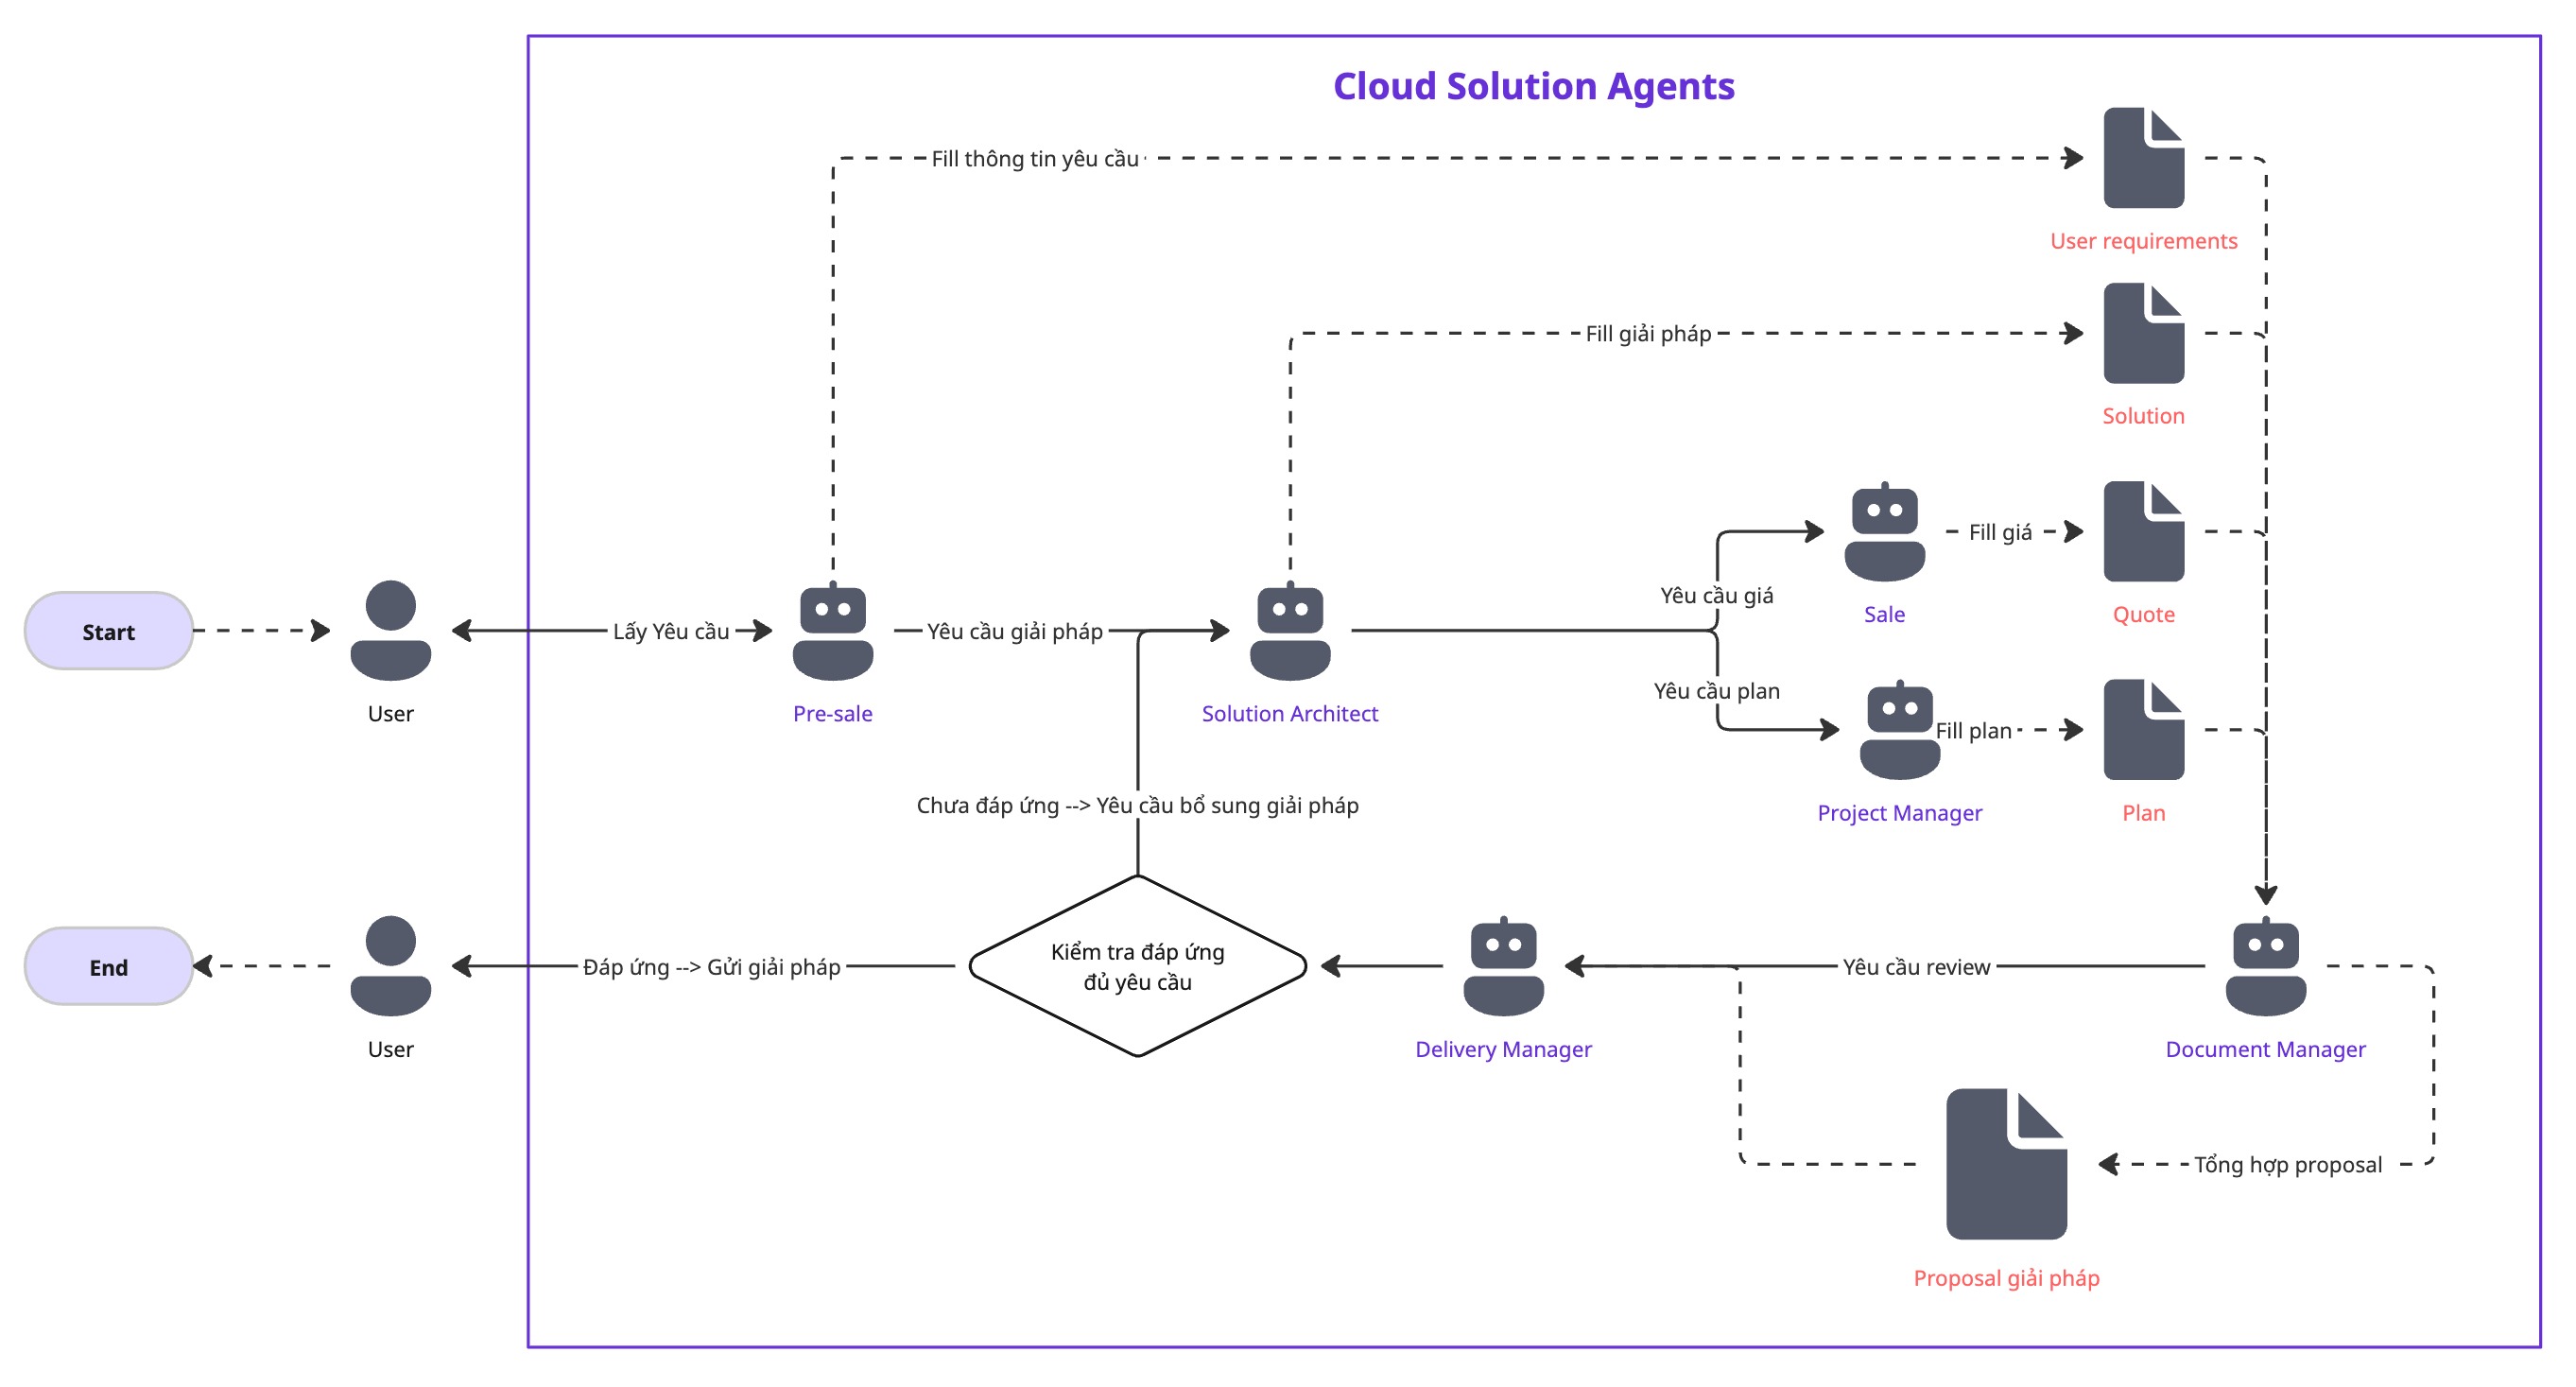 Cloud Solution Agents
Fill thông tin yêu cầu
User requirements
Fill giải pháp
Solution
Fill giá
Yêu cầu giá
Sale
Quote
Start
Lấy Yêu cầu
Yêu cầu giải pháp
User
Pre-sale
Solution Architect
Yêu cầu plan
Fill plan
Project Manager
Plan
Chưa đáp ứng --> Yêu cầu bổ sung giải pháp
End
Đáp ứng --> Gửi giải pháp
Kiểm tra đáp ứng
đủ yêu cầu
Yêu cầu review
User
Delivery Manager
Document Manager
Tổng hợp proposal
Proposal giải pháp